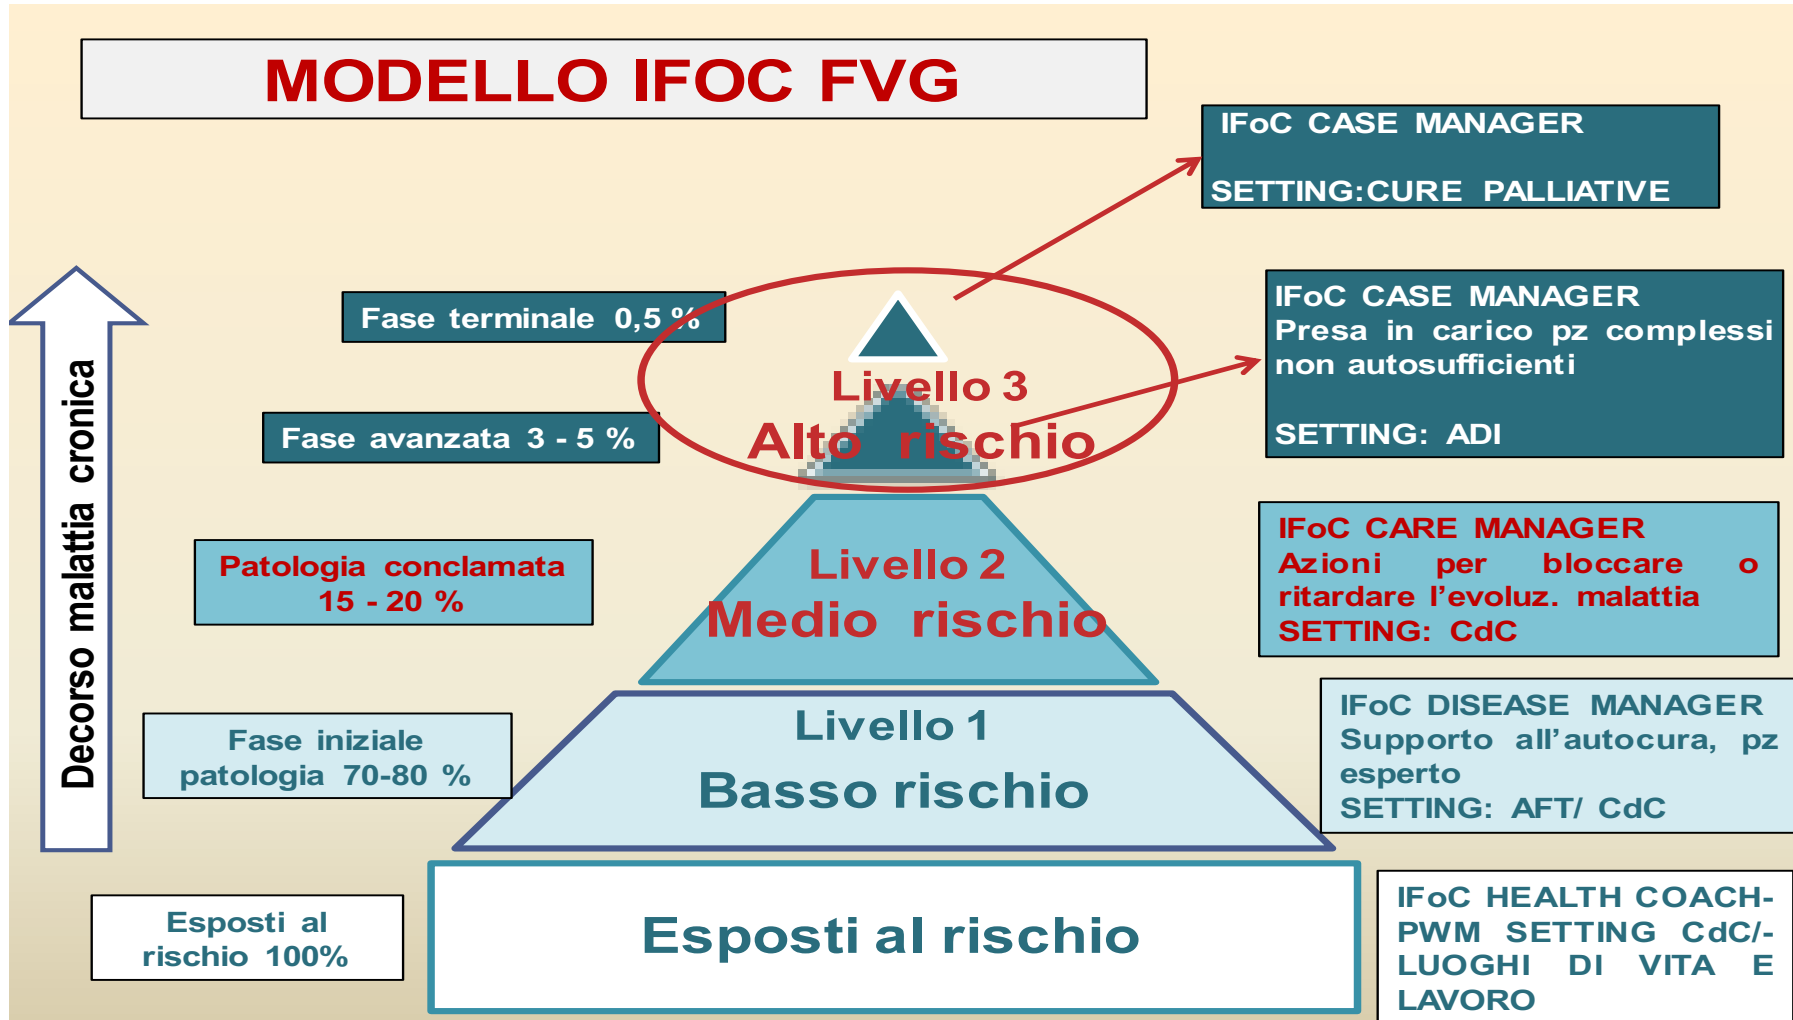 MODELLO IFOC FVG
IFoC CASE MANAGER
SETTING:CURE PALLIATIVE
Decorso malattia cronica
Fase terminale 0,5 %
IFoC CASE MANAGER
Presa in carico pz complessi
non autosufficienti
SETTING: ADI
Fase avanzata 3 - 5 %
Livello 3
Alto rischio
Patologia conclamata
15 - 20 %
Livello 2
Medio rischio
IFoC CARE MANAGER
Azioni per bloccare o
ritardare l'evoluz. malattia
SETTING: CdC
Fase iniziale
patologia 70-80 %
Livello 1
Basso rischio
IFoC DISEASE MANAGER
Supporto all'autocura, pz
esperto
SETTING: AFT/ CdC
Esposti al
rischio 100%
Esposti al rischio
IFoC HEALTH COACH-
PWM SETTING CdC/-
LUOGHI DI VITA E
LAVORO